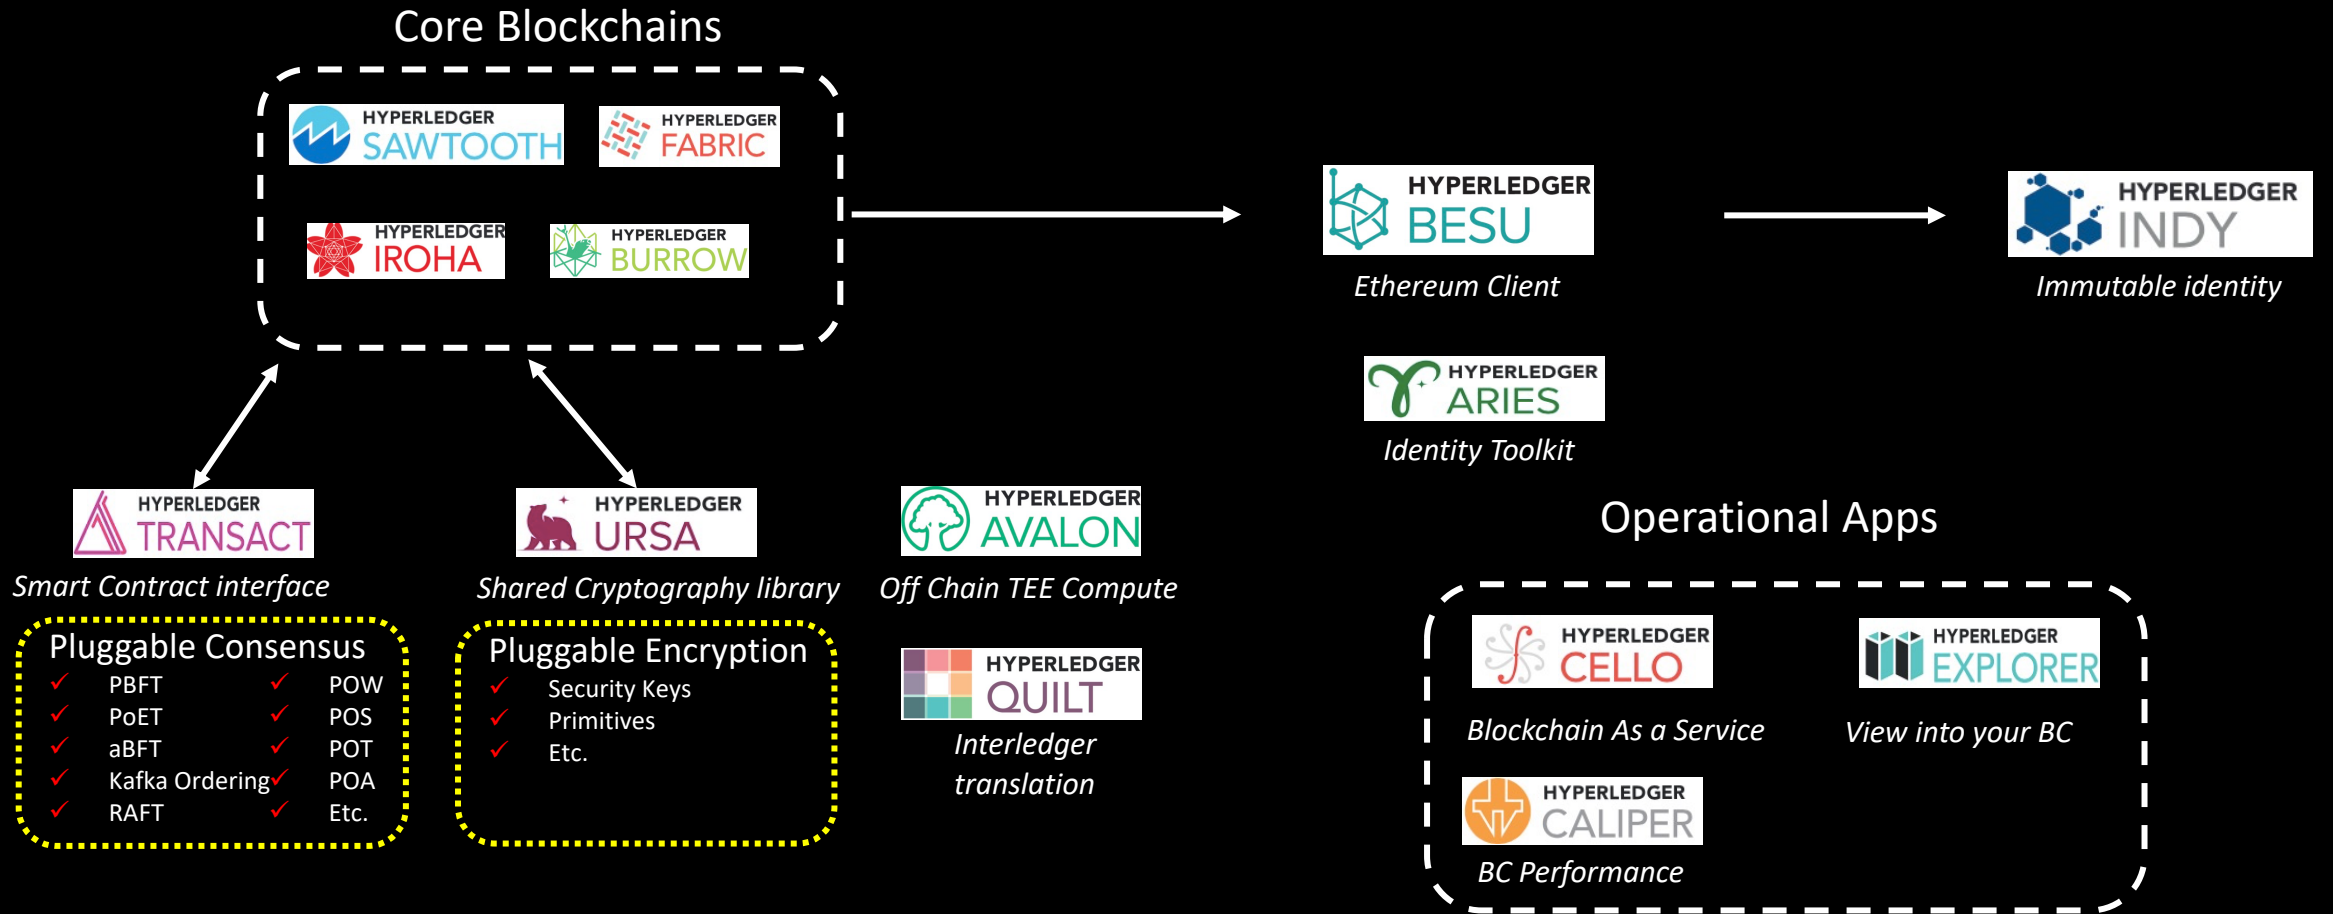 Core Blockchains
HYPERLEDGER
SAWTOOTH
HYPERLEDGER
FABRIC
HYPERLEDGER
IROHA
HYPERLEDGER
BURROW
HYPERLEDGER
BESU
Ethereum Client
HYPERLEDGER
INDY
Immutable identity
HYPERLEDGER
ARIES
Identity Toolkit
HYPERLEDGER
TRANSACT
Smart Contract interface
Pluggable Consensus
PBFT
PoET
aBFT
Kafka Ordering
RAFT
POW
POS
POT
POA
Etc.
HYPERLEDGER
URSA
Shared Cryptography library
Pluggable Encryption
Security Keys
Primitives
Etc.
HYPERLEDGER
AVALON
Off Chain TEE Compute
HYPERLEDGER
QUILT
Interledger
translation
Operational Apps
HYPERLEDGER
CELLO
Blockchain As a Service
HYPERLEDGER
EXPLORER
View into your BC
HYPERLEDGER
CALIPER
BC Performance